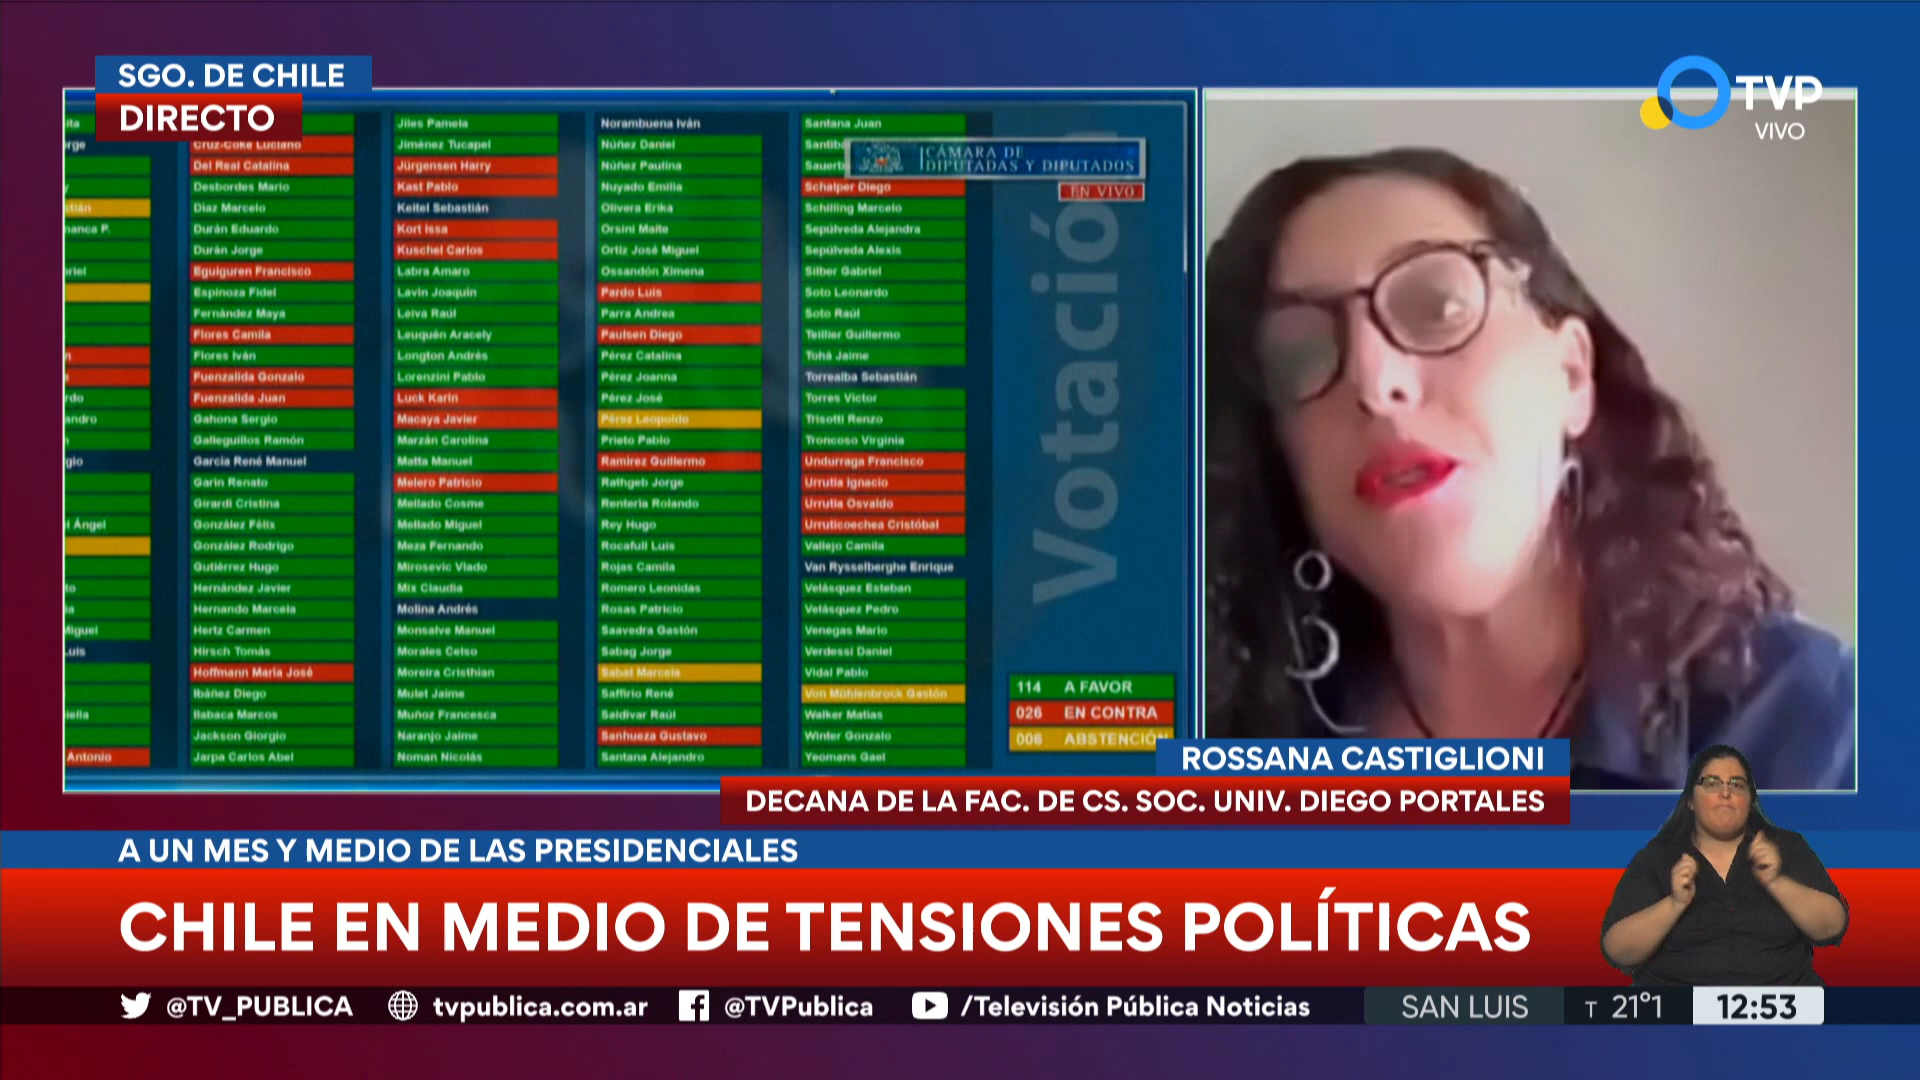 SGO. DE CHILE
DIRECTO
TVP
VIVO
CÁMARA DE
DIPUTADAS Y DIPUTADOS
EN VIVO
Votació
Cruz-Coke Luciano
Del Real Catalina
Desbordes Mario
Díaz Marcelo
Durán Eduardo
Durán Jorge
Eguiguren Francisco
Espinoza Fidel
Fernández Maya
Flores Camila
Flores Iván
Fuenzalida Gonzalo
Fuenzalida Juan
Gahona Sergio
Galleguillos Ramón
García René Manuel
Garín Renato
Girardi Cristina
González Félix
González Rodrigo
Gutiérrez Hugo
Hernández Javier
Hernando Marcela
Hertz Carmen
Hirsch Tomás
Hoffmann María José
Ibáñez Diego
Ilabaca Marcos
Jackson Giorgio
Jarpa Carlos Abel
Jiles Pamela
Jiménez Tucapel
Jürgensen Harry
Kast Pablo
Keitel Sebastián
Kort Issa
Kuschel Carlos
Labra Amaro
Lavín Joaquín
Leiva Raúl
Leuquén Aracely
Longton Andrés
Lorenzini Pablo
Luck Karin
Macaya Javier
Marzán Carolina
Matta Manuel
Melero Patricio
Mellado Cosme
Mellado Miguel
Meza Fernando
Mirosevic Vlado
Mix Claudia
Molina Andrés
Monsalve Manuel
Morales Celso
Moreira Cristhian
Mulet Jaime
Muñoz Francesca
Naranjo Jaime
Noman Nicolás
Norambuena Iván
Núñez Daniel
Núñez Paulina
Nuyado Emilia
Olivera Erika
Orsini Maite
Ortiz José Miguel
Ossandón Ximena
Pardo Luis
Parra Andrea
Paulsen Diego
Pérez Catalina
Pérez Joanna
Pérez José
Pérez Leopoldo
Prieto Pablo
Ramírez Guillermo
Rathgeb Jorge
Rentería Rolando
Rey Hugo
Rocafull Luis
Rojas Camila
Romero Leonidas
Rosas Patricio
Saavedra Gastón
Sabag Jorge
Sabat Marcela
Saffirio René
Saldívar Raúl
Sanhueza Gustavo
Santana Alejandro
Santana Juan
Santib
Sauerb
Schalper Diego
Schilling Marcelo
Sepúlveda Alejandra
Sepúlveda Alexis
Silber Gabriel
Soto Leonardo
Soto Raúl
Teillier Guillermo
Tohá Jaime
Torrealba Sebastián
Torres Víctor
Trisotti Renzo
Troncoso Virginia
Undurraga Francisco
Urrutia Ignacio
Urrutia Osvaldo
Urruticoechea Cristóbal
Vallejo Camila
Van Rysselberghe Enrique
Velásquez Esteban
Velásquez Pedro
Venegas Mario
Verdessi Daniel
Vidal Pablo
Von Mühlenbrock Gastón
Walker Matías
Winter Gonzalo
Yeomans Gael
114 A FAVOR
026 EN CONTRA
006 ABSTENCIÓN
ROSSANA CASTIGLIONI
DECANA DE LA FAC. DE CS. SOC. UNIV. DIEGO PORTALES
A UN MES Y MEDIO DE LAS PRESIDENCIALES
CHILE EN MEDIO DE TENSIONES POLÍTICAS
@TV_PUBLICA tvpublica.com.ar @TVPublica /Televisión Pública Noticias SAN LUIS T 21°1 12:53